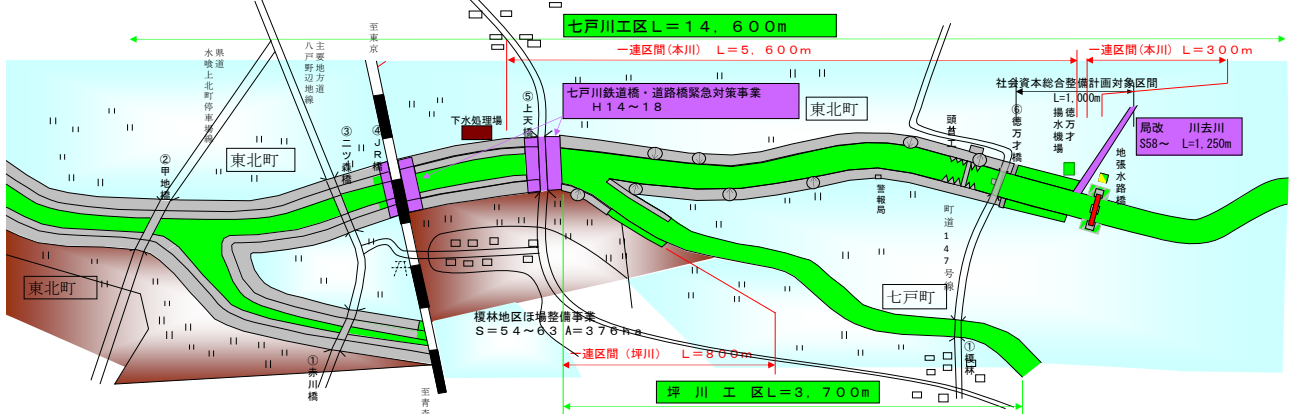 七戸川工区L=14,600m
一連区間(本川) L=5,600m
一連区間(本川) L=300m
社会資本総合整備計画対象区間
L=1,000m
至東京
県道
水喰上北町停車場線
主要地方道
八戸野辺地線
七戸川鉄道橋・道路橋緊急対策事業
H14~18
東北町
下水処理場
⑤上天橋
頭首工
⑥徳万才橋
徳万才
揚水機場
局改 川去川
S58~ L=1,250m
地張水路橋
②甲地橋
東北町
③二ツ森橋
④JR橋
警報局
町道147号線
東北町
七戸町
榎林地区ほ場整備事業
S=54~63 A=376ha
一連区間(坪川) L=800m
①赤川橋
①榎林
坪川工区L=3,700m